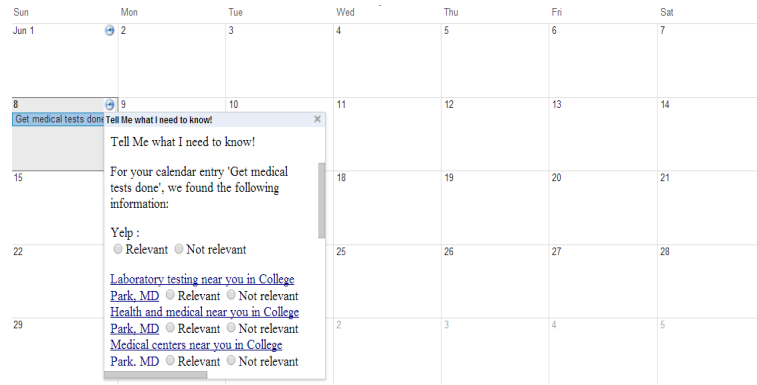 Sun Mon Tue Wed Thu Fri Sat
Jun 1 2 3 4 5 6 7
8 9 10 11 12 13 14
Get medical tests done
Tell Me what I need to know!
Tell Me what I need to know!
For your calendar entry 'Get medical
tests done', we found the following
information:
Yelp :
Relevant Not relevant
Laboratory testing near you in College
Park, MD Relevant Not relevant
Health and medical near you in College
Park, MD Relevant Not relevant
Medical centers near you in College
Park. MD Relevant Not relevant
15 18 19 20 21
22 25 26 27 28
29 2 3 4 5